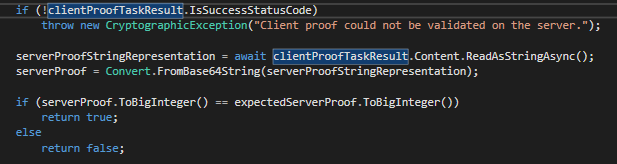 if (!clientProofTaskResult.IsSuccessStatusCode)
throw new CryptographicException("Client proof could not be validated on the server.");
serverProofStringRepresentation = await clientProofTaskResult.Content.ReadAsStringAsync();
serverProof = Convert.FromBase64String(serverProofStringRepresentation);
if (serverProof.ToBigInteger() == expectedServerProof.ToBigInteger())
return true;
else
return false;